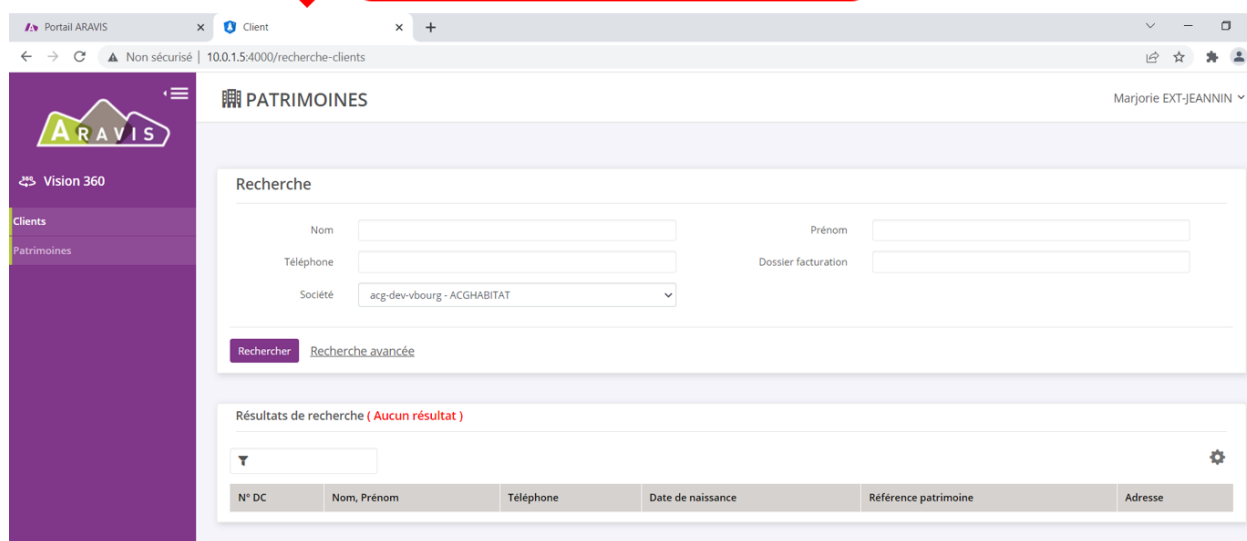 Portail ARAVIS
Client
Non sécurisé | 10.0.1.5:4000/recherche-clients
ARAVIS
PATRIMOINES
Marjorie EXT-JEANNIN
360 Vision 360
Clients
Patrimoines
Recherche
Nom
Prénom
Téléphone
Dossier facturation
Société
acg-dev-vbourg - ACGHABITAT
Rechercher
Recherche avancée
Résultats de recherche ( Aucun résultat )
N° DC Nom, Prénom Téléphone Date de naissance Référence patrimoine Adresse